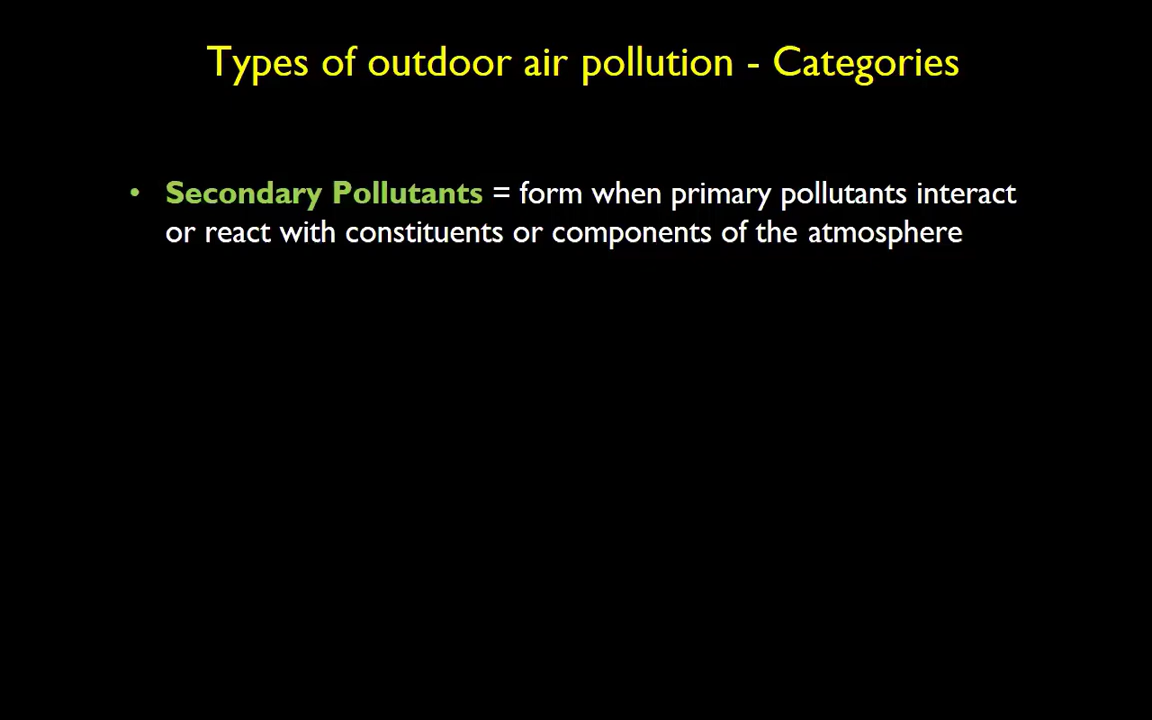 Types of outdoor air pollution - Categories
• Secondary Pollutants = form when primary pollutants interact
or react with constituents or components of the atmosphere